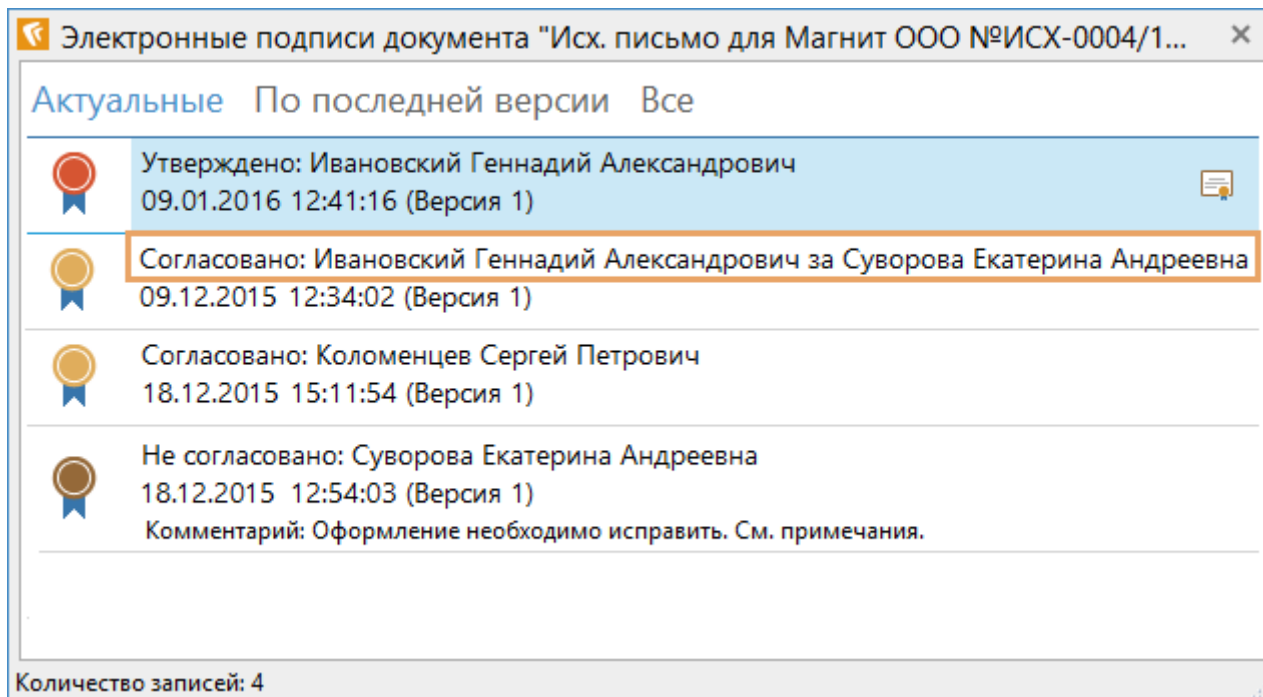 Электронные подписи документа "Исх. письмо для Магнит ООО №ИСХ-0004/1...
Актуальные По последней версии Все
Утверждено: Ивановский Геннадий Александрович
09.01.2016 12:41:16 (Версия 1)
Согласовано: Ивановский Геннадий Александрович за Суворова Екатерина Андреевна
09.12.2015 12:34:02 (Версия 1)
Согласовано: Коломенцев Сергей Петрович
18.12.2015 15:11:54 (Версия 1)
Не согласовано: Суворова Екатерина Андреевна
18.12.2015 12:54:03 (Версия 1)
Комментарий: Оформление необходимо исправить. См. примечания.
Количество записей: 4